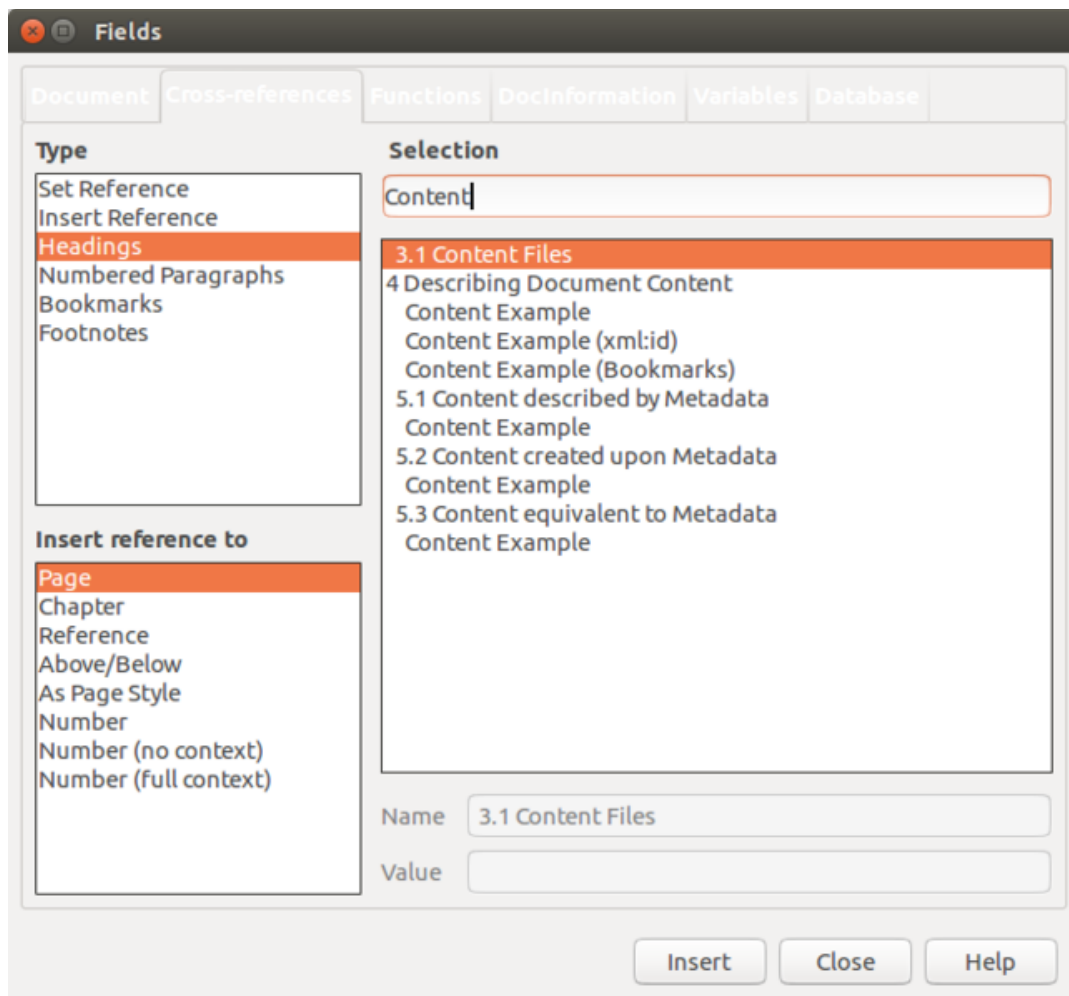 Fields
Document Cross-references Functions DocInformation Variables Database
Type
Set Reference
Insert Reference
Headings
Numbered Paragraphs
Bookmarks
Footnotes
Insert reference to
Page
Chapter
Reference
Above/Below
As Page Style
Number
Number (no context)
Number (full context)
Selection
Content
3.1 Content Files
4 Describing Document Content
Content Example
Content Example (xml:id)
Content Example (Bookmarks)
5.1 Content described by Metadata
Content Example
5.2 Content created upon Metadata
Content Example
5.3 Content equivalent to Metadata
Content Example
Name 3.1 Content Files
Value
Insert Close Help